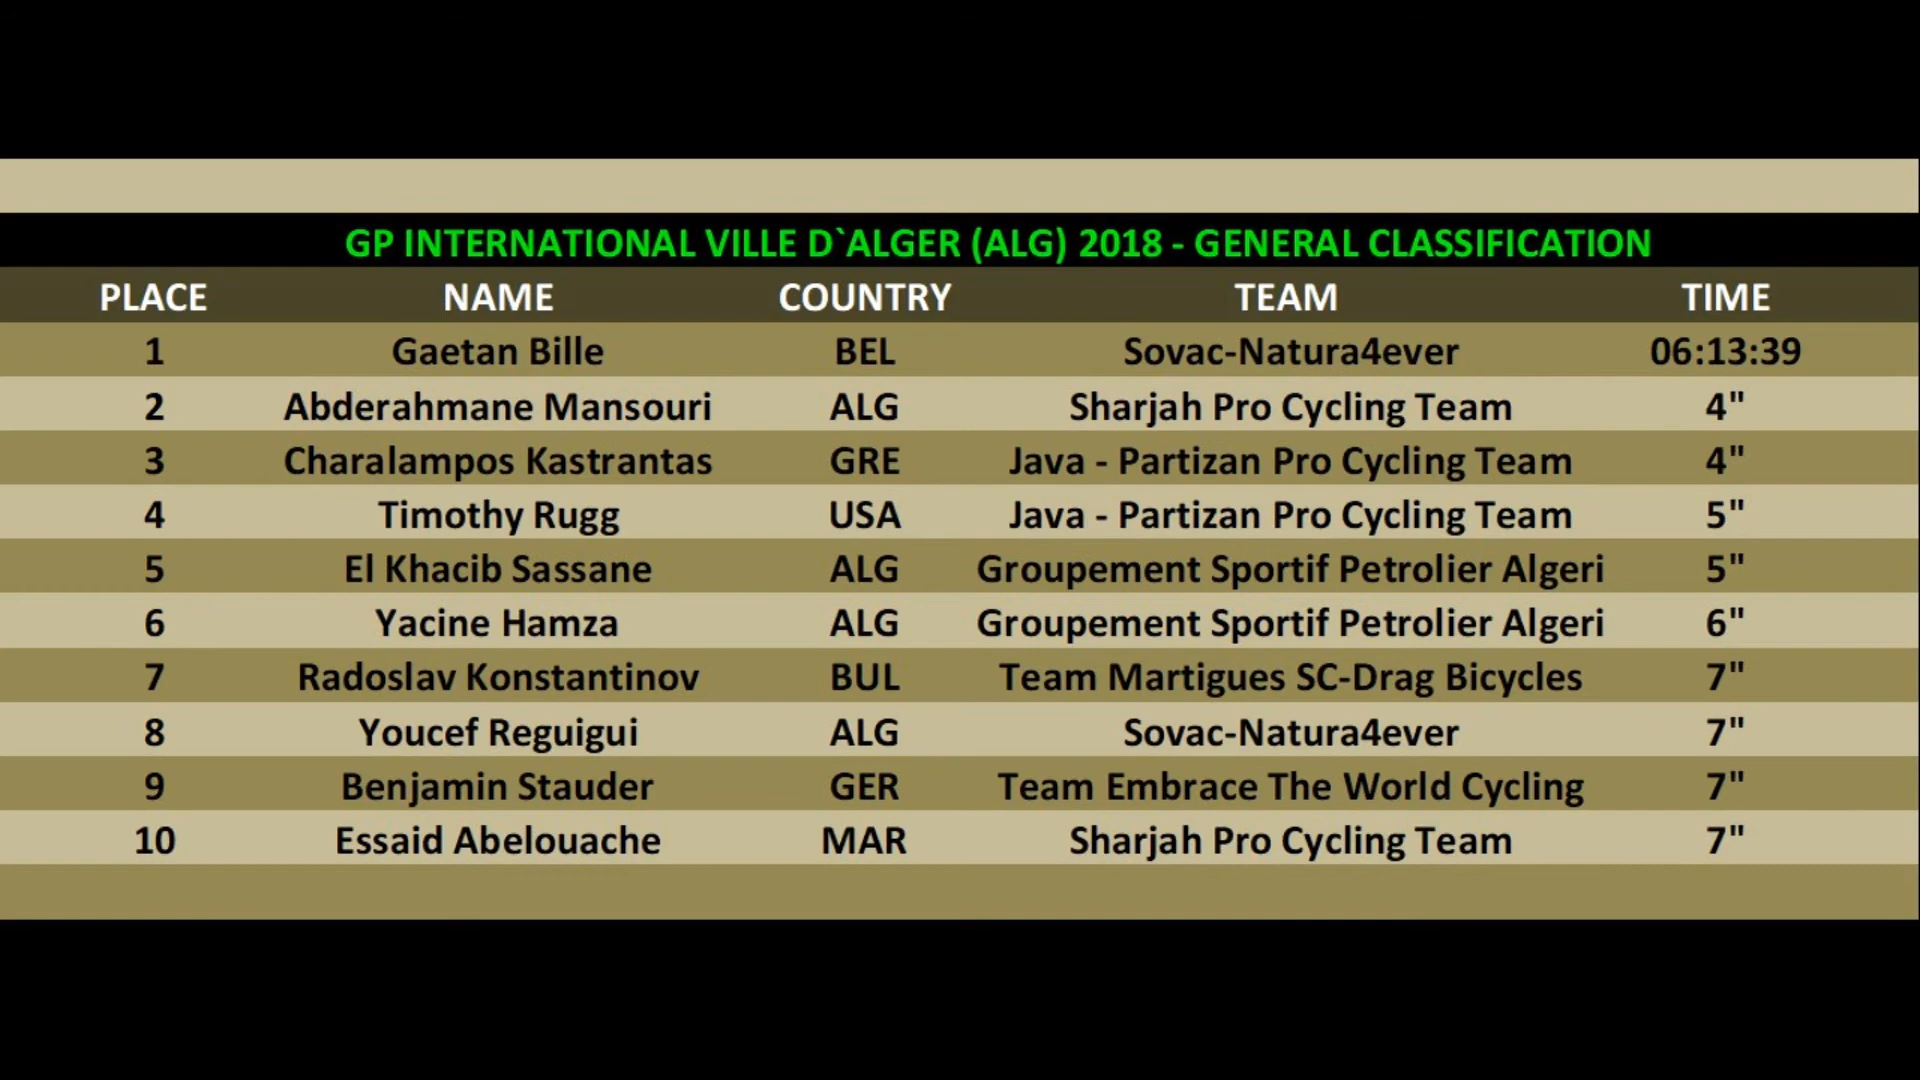 GP INTERNATIONAL VILLE D`ALGER (ALG) 2018 - GENERAL CLASSIFICATION
PLACE NAME COUNTRY TEAM TIME
1 Gaetan Bille BEL Sovac-Natura4ever 06:13:39
2 Abderahmane Mansouri ALG Sharjah Pro Cycling Team 4"
3 Charalampos Kastrantas GRE Java - Partizan Pro Cycling Team 4"
4 Timothy Rugg USA Java - Partizan Pro Cycling Team 5"
5 El Khacib Sassane ALG Groupement Sportif Petrolier Algeri 5"
6 Yacine Hamza ALG Groupement Sportif Petrolier Algeri 6"
7 Radoslav Konstantinov BUL Team Martigues SC-Drag Bicycles 7"
8 Youcef Reguigui ALG Sovac-Natura4ever 7"
9 Benjamin Stauder GER Team Embrace The World Cycling 7"
10 Essaid Abelouache MAR Sharjah Pro Cycling Team 7"